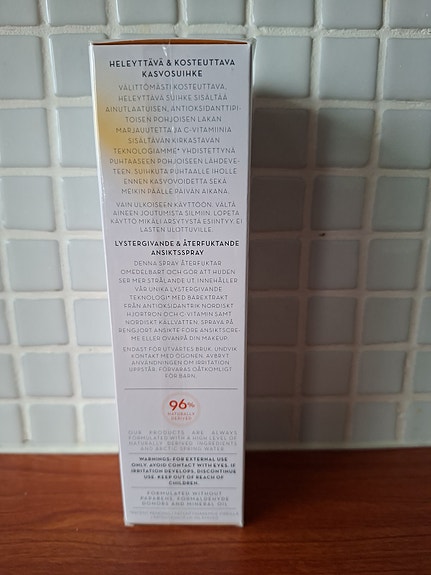 HELEYTTÄVÄ & KOSTEUTTAVA
KASVOSUIHKE
VÄLITTÖMÄSTI KOSTEUTTAVA,
HELEYTTÄVÄ SUIHKE SISÄLTÄÄ
AINUTLAATUISEN, ANTIOKSIDANTTIPI-
TOISEN POHJOISEN LAKAN
MARJAUUTETTA JA C-VITAMIINIA
SISÄLTÄVÄN KIRKASTAVAN
TEKNOLOGIAMME* YHDISTETTYNÄ
PUHTAASEEN POHJOISEEN LÄHDEVE-
TEEN. SUIHKUTA PUHTAALLE IHOLLE
ENNEN KASVOVOIDETTA SEKÄ
MEIKIN PÄÄLLE PÄIVÄN AIKANA.
VAIN ULKOISEEN KÄYTTÖÖN. VÄLTÄ
AINEEN JOUTUMISTA SILMIIN. LOPETA
KÄYTTÖ MIKÄLI ÄRSYTYSTÄ ESIINTYY. EI
LASTEN ULOTTUVILLE.
LYSTERGIVANDE & ÅTERFUKTANDE
ANSIKTSSPRAY
DENNA SPRAY ÅTERFUKTAR
OMEDELBART OCH GÖR ATT HUDEN
SER MER STRÅLANDE UT. INNEHÅLLER
VÅR UNIKA LYSTERGIVANDE
TEKNOLOGI* MED BÄREXTRAKT
FRÅN ANTIOXIDANTRIK NORDISKT
HJORTRON OCH C-VITAMIN SAMT
NORDISKT KÄLLVATTEN. SPRAYA PÅ
RENGJORT ANSIKTE FÖRE ANSIKTSCRE-
ME ELLER OVANPÅ DIN MAKEUP.
ENDAST FÖR UTVÄRTES BRUK. UNDVIK
KONTAKT MED ÖGONEN. AVBRYT
ANVÄNDNINGEN OM IRRITATION
UPPSTÅR. FÖRVARAS OÅTKOMLIGT
FÖR BARN.
96%
NATURALLY
DERIVED
OUR PRODUCTS ARE ALWAYS
FORMULATED WITH A HIGH LEVEL OF
NATURALLY DERIVED INGREDIENTS
AND ARCTIC SPRING WATER
WARNINGS: FOR EXTERNAL USE
ONLY. AVOID CONTACT WITH EYES. IF
IRRITATION DEVELOPS, DISCONTINUE
USE. KEEP OUT OF REACH OF
CHILDREN.
FORMULATED WITHOUT
PARABENS, FORMALDEHYDE
DONORS AND MINERAL OIL